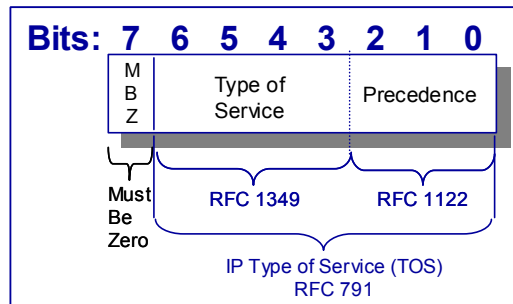 Bits: 7 6 5 4 3 2 1 0
M
B
Z
Type of
Service
Precedence
Must
Be
Zero
RFC 1349
RFC 1122
IP Type of Service (TOS)
RFC 791